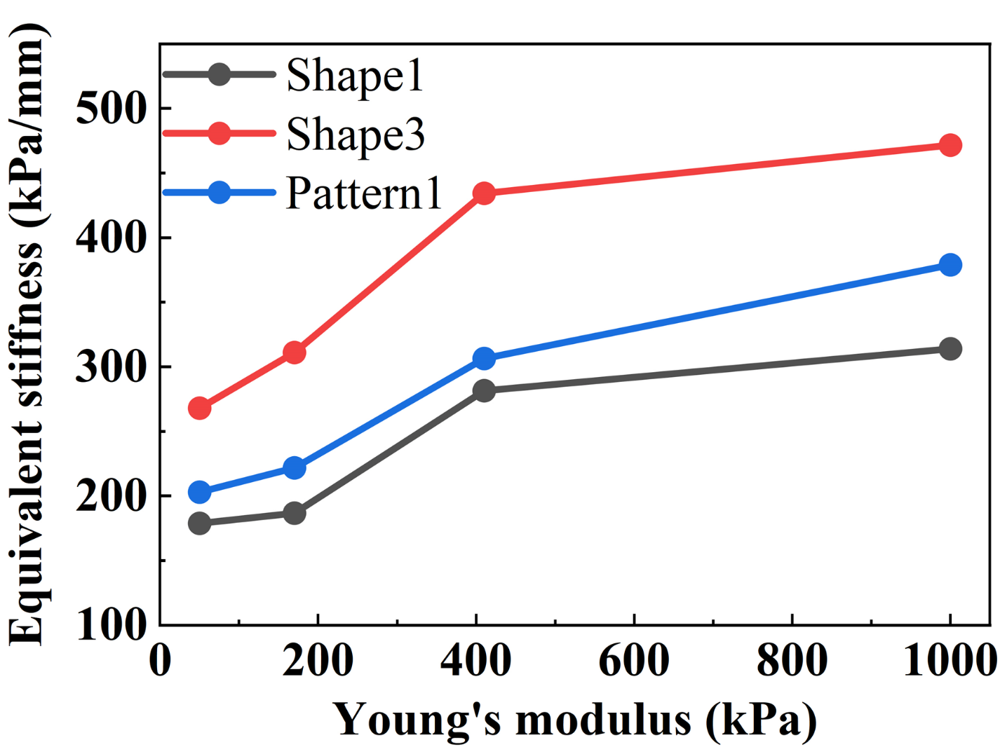 Equivalent stiffness (kPa/mm)
500
400
300
200
100
Shape1
Shape3
Pattern1
0 200 400 600 800 1000
Young's modulus (kPa)